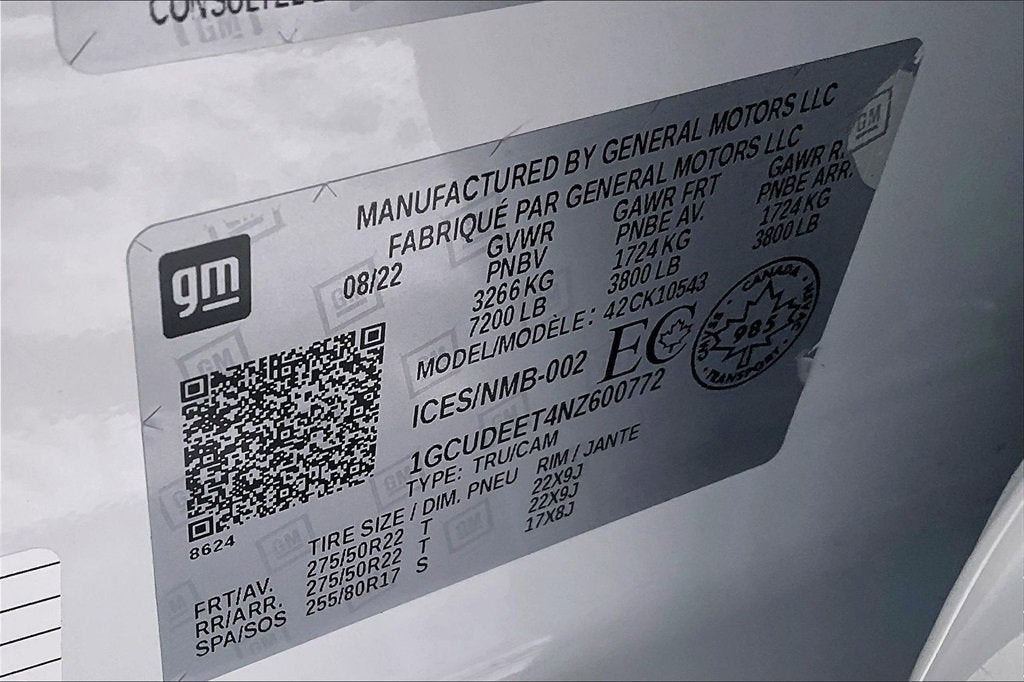 MANUFACTURED BY GENERAL MOTORS LLC
FABRIQUÉ PAR GENERAL MOTORS LLC
gm
08/22
GVWR GAWR FRT GAWR R.
PNBV PNBE AV. PNBE ARR.
3266 KG 1724 KG 1724 KG
7200 LB 3800 LB 3800 LB
MODEL/MODÈLE: 42CK10543
ICES/NMB-002 EC
CANADA
985
TRANSPORT
1GCUDEET4NZ600772
TYPE: TRU/CAM
8624
TIRE SIZE / DIM. PNEU RIM / JANTE
FRT/AV. 275/50R22 T 22X9J
RR/ARR. 275/50R22 T 22X9J
SPA/SOS 255/80R17 S 17X8J
GM